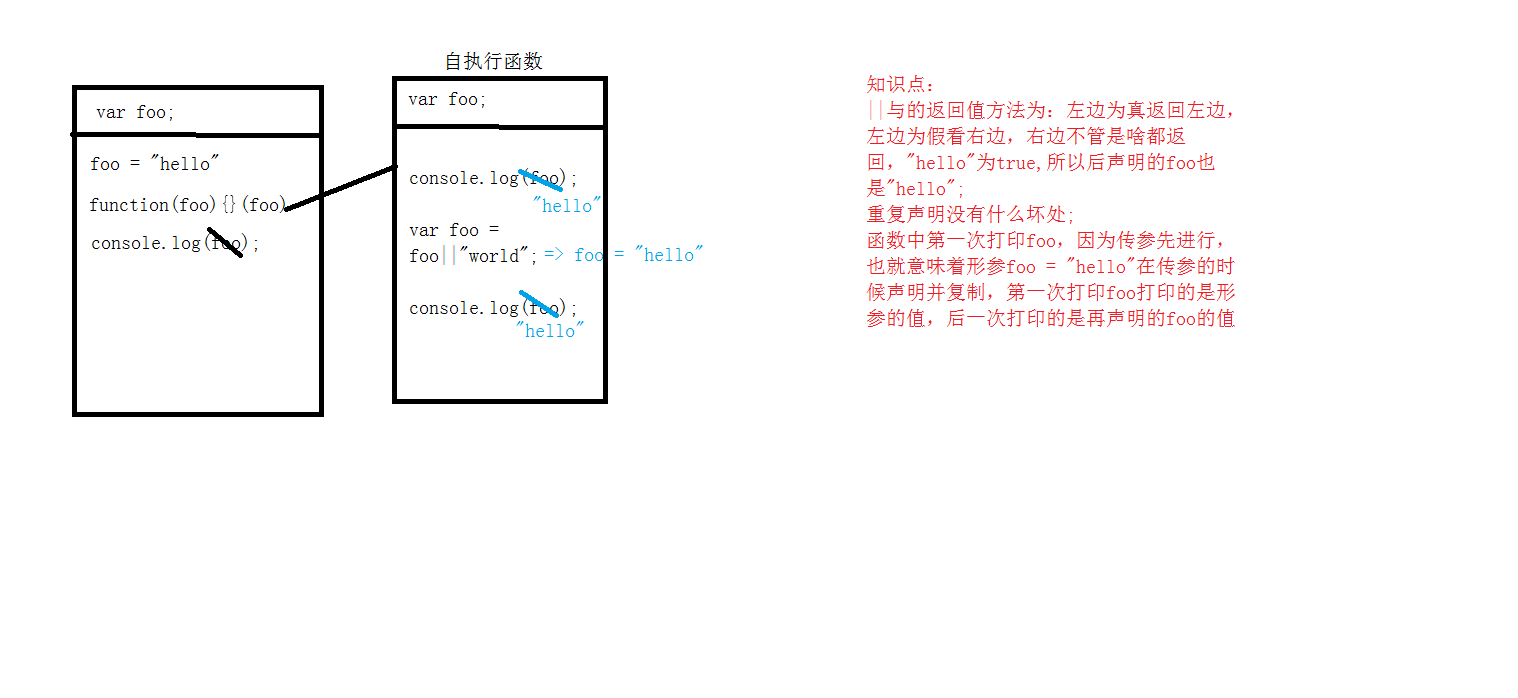 var foo;
foo = "hello"
function(foo){}(foo)
console.log(foo);
自执行函数
var foo;
console.log(foo);
"hello"
var foo =
foo||"world"; => foo = "hello"
console.log(foo);
"hello"
知识点：
||与的返回值方法为：左边为真返回左边，
左边为假看右边，右边不管是啥都返
回，"hello"为true,所以后声明的foo也
是"hello";
重复声明没有什么坏处;
函数中第一次打印foo，因为传参先进行，
也就意味着形参foo = "hello"在传参的时
候声明并复制，第一次打印foo打印的是形
参的值，后一次打印的是再声明的foo的值